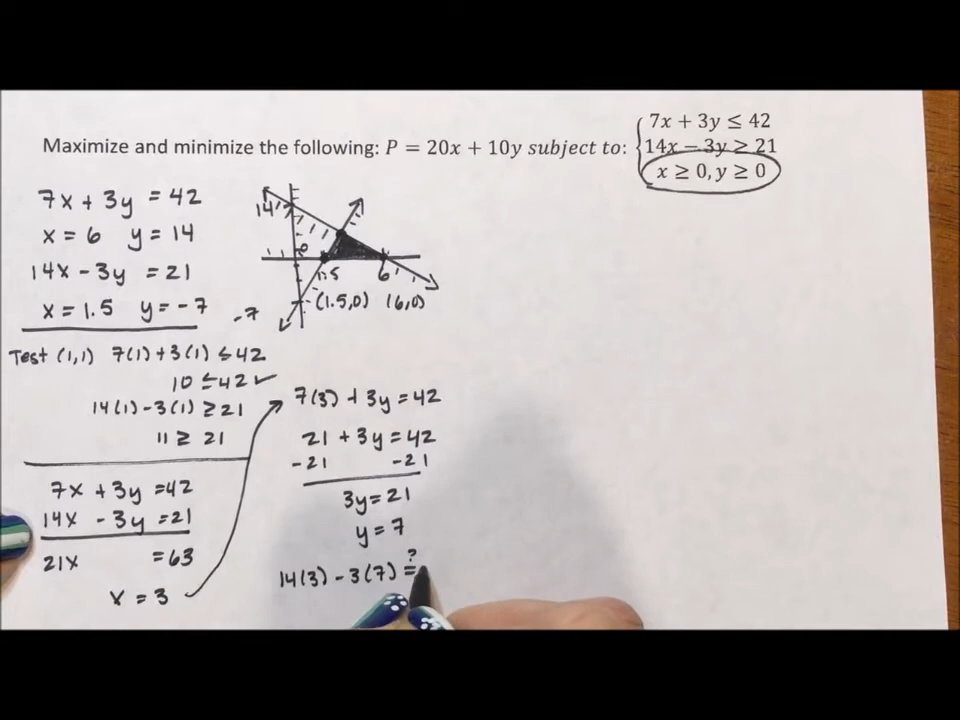 Maximize and minimize the following: P = 20x + 10y subject to:
7x + 3y ≤ 42
14x − 3y ≥ 21
x ≥ 0, y ≥ 0
7x + 3y = 42
x = 6 y = 14
14x - 3y = 21
x = 1.5 y = -7
14
1.5 6
(1.5,0) (6,0)
-7
Test (1,1) 7(1) + 3(1) ≤ 42
10 ≤ 42 ✓
14(1) - 3(1) ≥ 21
11 ≥ 21
7x + 3y = 42
14x - 3y = 21
21x = 63
x = 3
7(3) + 3y = 42
21 + 3y = 42
-21 -21
3y = 21
y = 7
?
14(3) - 3(7) =